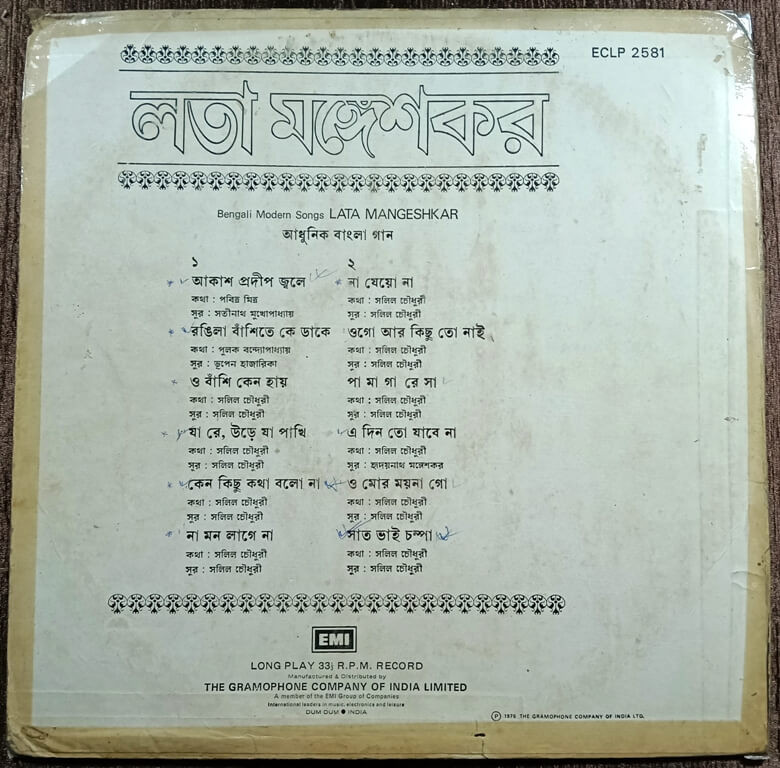 ECLP 2581
লতা মঙ্গেশকর
Bengali Modern Songs LATA MANGESHKAR
আধুনিক বাংলা গান
১
আকাশ প্রদীপ জ্বলে
কথা : পবিত্র মিত্র
সুর : সতীনাথ মুখোপাধ্যায়
রঙিলা বাঁশিতে কে ডাকে
কথা : পুলক বন্দ্যোপাধ্যায়
সুর : ভূপেন হাজারিকা
ও বাঁশি কেন হায়
কথা : সলিল চৌধুরী
সুর : সলিল চৌধুরী
যা রে, উড়ে যা পাখি
কথা : সলিল চৌধুরী
সুর : সলিল চৌধুরী
কেন কিছু কথা বলো না
কথা : সলিল চৌধুরী
সুর : সলিল চৌধুরী
না মন লাগে না
কথা : সলিল চৌধুরী
সুর : সলিল চৌধুরী
২
না যেয়ো না
কথা : সলিল চৌধুরী
সুর : সলিল চৌধুরী
ওগো আর কিছু তো নাই
কথা : সলিল চৌধুরী
সুর : সলিল চৌধুরী
পা মা গা রে সা
কথা : সলিল চৌধুরী
সুর : সলিল চৌধুরী
এ দিন তো যাবে না
কথা : সলিল চৌধুরী
সুর : হৃদয়নাথ মঙ্গেশকর
ও মোর ময়না গো
কথা : সলিল চৌধুরী
সুর : সলিল চৌধুরী
সাত ভাই চম্পা
কথা : সলিল চৌধুরী
সুর : সলিল চৌধুরী
EMI
LONG PLAY 33⅓ R.P.M. RECORD
Manufactured & Distributed by
THE GRAMOPHONE COMPANY OF INDIA LIMITED
A member of the EMI Group of Companies
International leaders in music, electronics and leisure
DUM DUM ● INDIA
Ⓟ 1975 THE GRAMOPHONE COMPANY OF INDIA LTD.